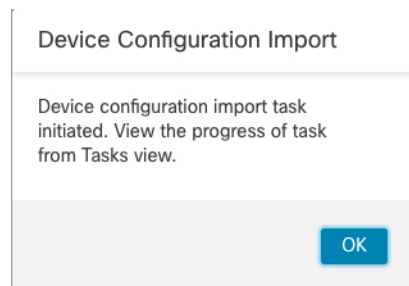 Device Configuration Import
Device configuration import task
initiated. View the progress of task
from Tasks view.
OK